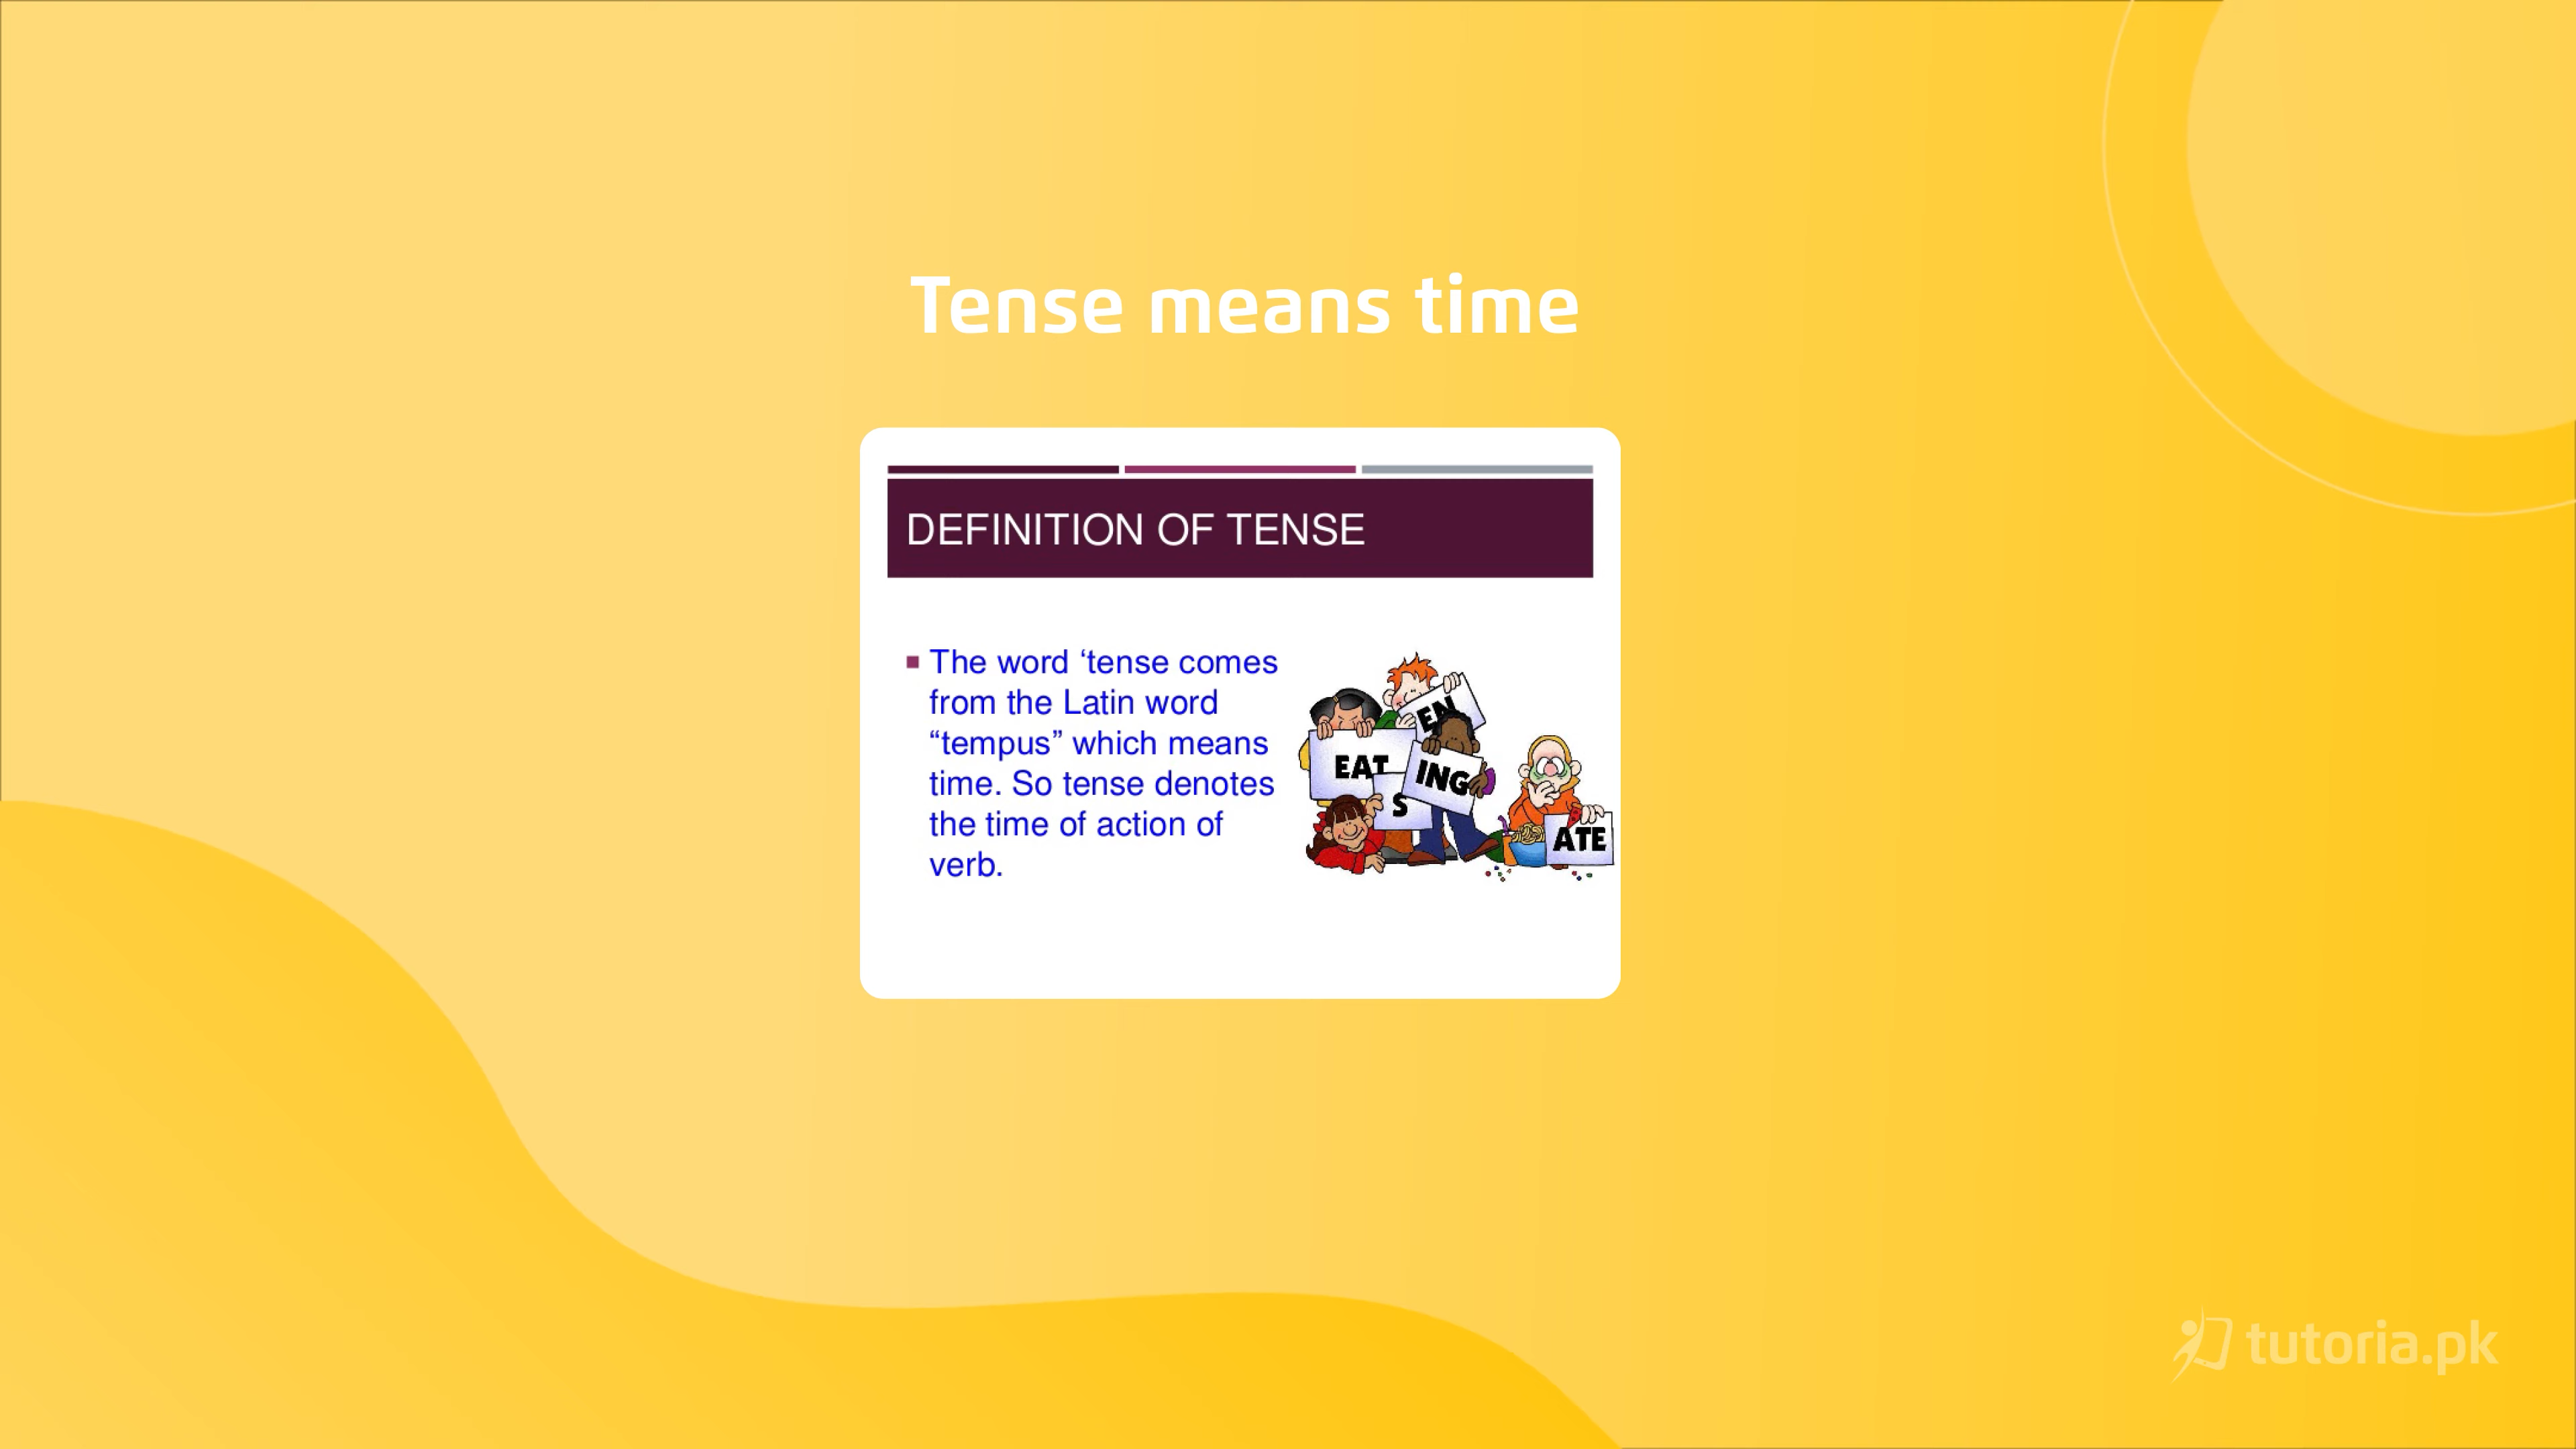 Tense means time
DEFINITION OF TENSE
The word ‘tense comes
from the Latin word
“tempus” which means
time. So tense denotes
the time of action of
verb.
EN
EAT
ING
S
ATE
tutoria.pk